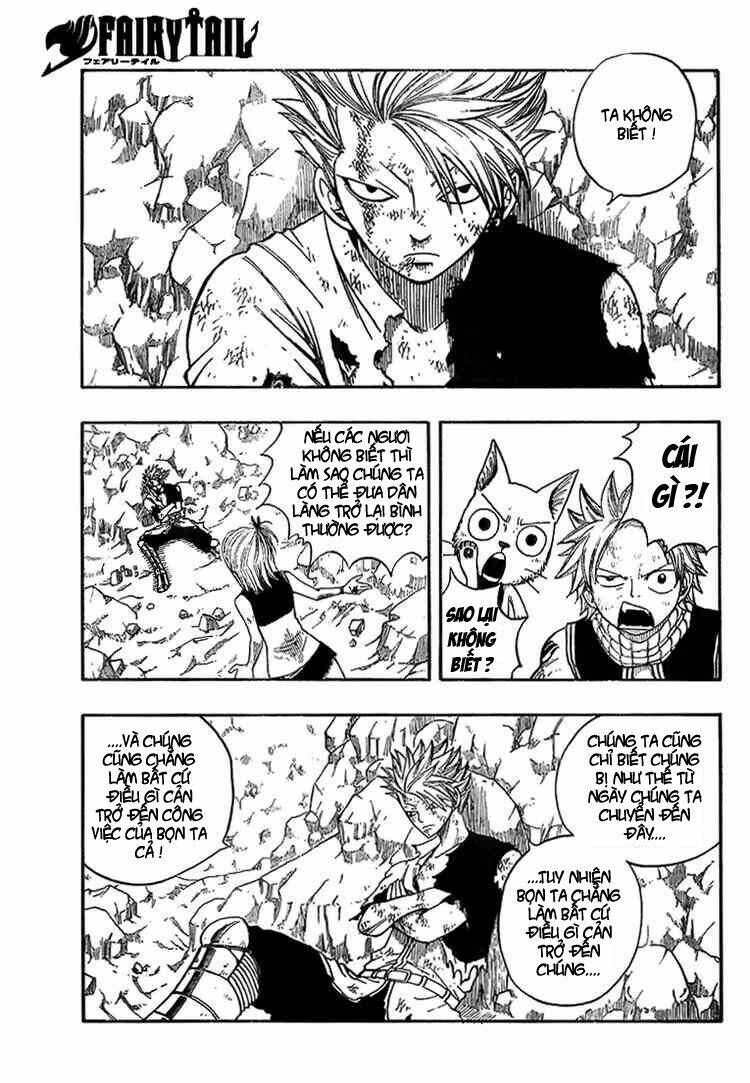 FAIRY TAIL
フェアリーテイル
TA KHÔNG
BIẾT !
CÁI
GÌ ?!
SAO LẠI
KHÔNG
BIẾT ?
NẾU CÁC NGƯƠI
KHÔNG BIẾT THÌ
LÀM SAO CHÚNG TA
CÓ THỂ ĐƯA DÂN
LÀNG TRỞ LẠI BÌNH
THƯỜNG ĐƯỢC?
CHÚNG TA CŨNG
CHỈ BIẾT CHÚNG
BỊ NHƯ THẾ TỪ
NGÀY CHÚNG TA
CHUYỂN ĐẾN
ĐÂY....
....TUY NHIÊN
BỌN TA CHẲNG
LÀM BẤT CỨ
ĐIỀU GÌ CẢN
TRỞ ĐẾN
CHÚNG....
....VÀ CHÚNG
CŨNG CHẲNG
LÀM BẤT CỨ
ĐIỀU GÌ CẢN
TRỞ ĐẾN CÔNG
VIỆC CỦA BỌN TA
CẢ !